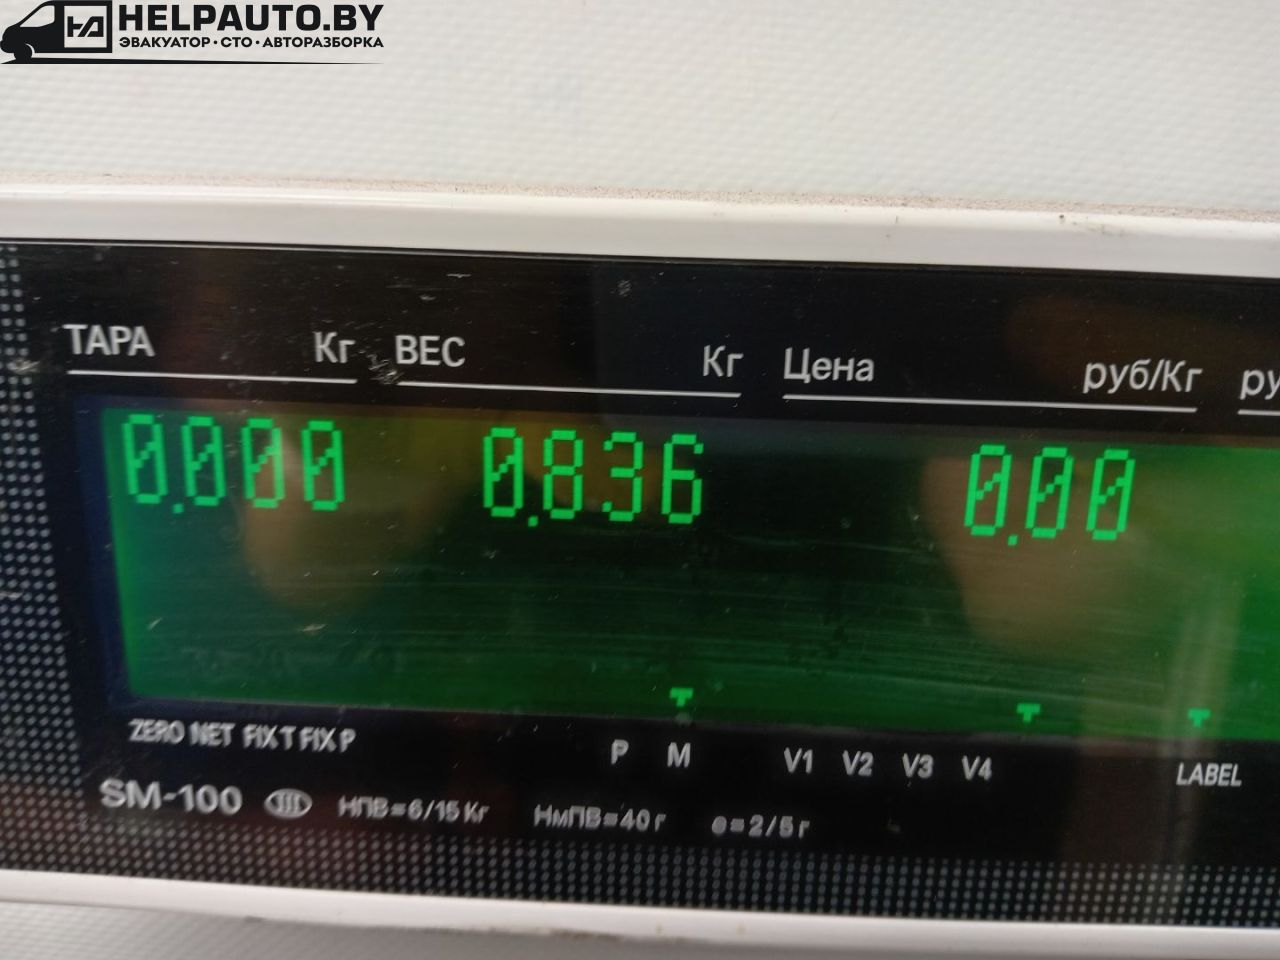 HELPAUTO.BY
ЭВАКУАТОР · СТО · АВТОРАЗБОРКА
ТАРА Кг ВЕС Кг Цена руб/Кг
0.000 0.836 0.00
ZERO NET FIX T FIX P P M V1 V2 V3 V4 LABEL
SM-100 III НПВ=6/15 Кг НмПВ=40 г e=2/5 г